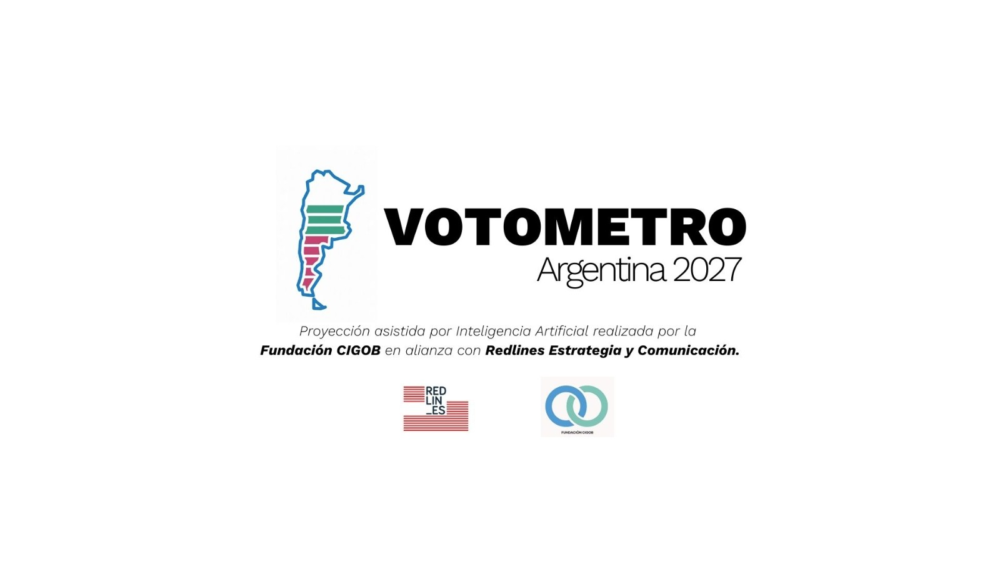 VOTOMETRO
Argentina 2027
Proyección asistida por Inteligencia Artificial realizada por la
Fundación CIGOB en alianza con Redlines Estrategia y Comunicación.
RED
LIN
_ES
FUNDACIÓN CIGOB